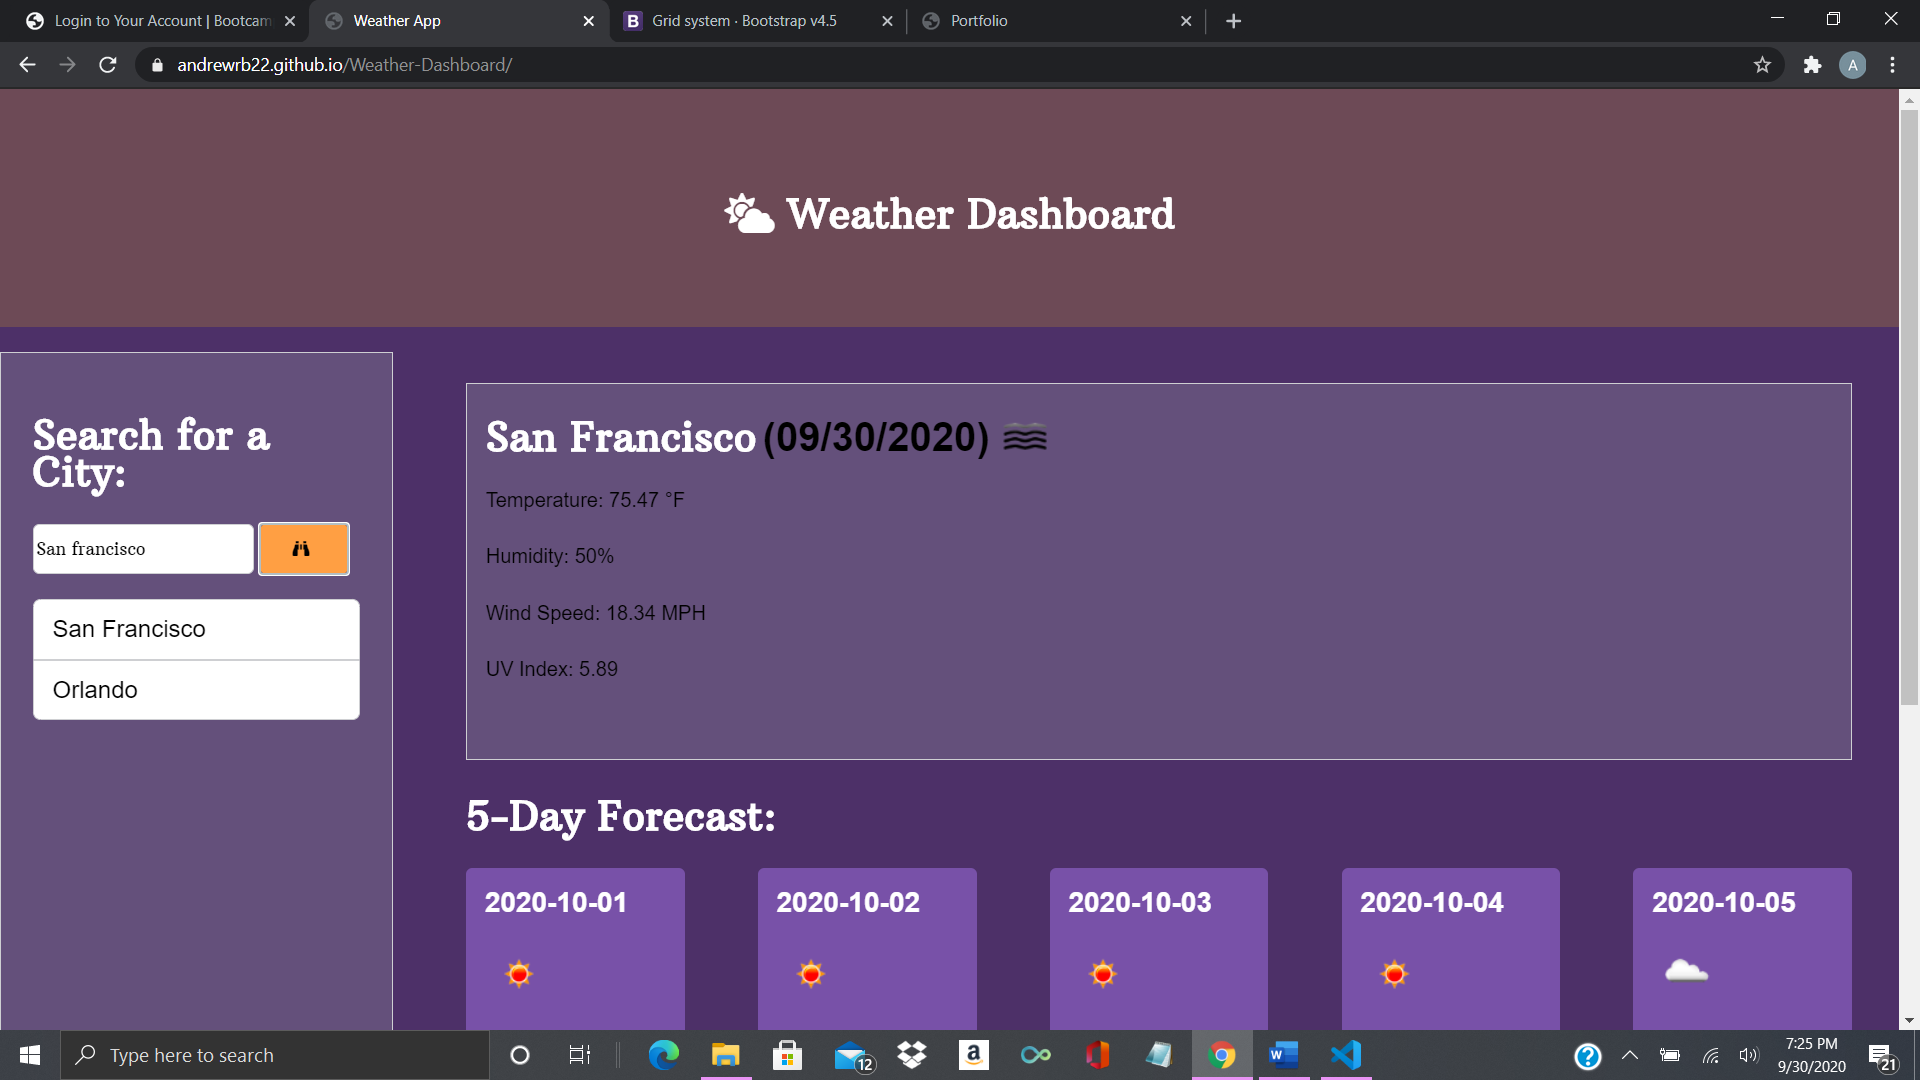 Login to Your Account | Bootcam
Weather App
Grid system · Bootstrap v4.5
Portfolio
andrewrb22.github.io/Weather-Dashboard/
A
Weather Dashboard
Search for a
City:
San francisco
San Francisco
Orlando
San Francisco (09/30/2020)
Temperature: 75.47 °F
Humidity: 50%
Wind Speed: 18.34 MPH
UV Index: 5.89
5-Day Forecast:
2020-10-01
2020-10-02
2020-10-03
2020-10-04
2020-10-05
Type here to search
12
7:25 PM
9/30/2020
21